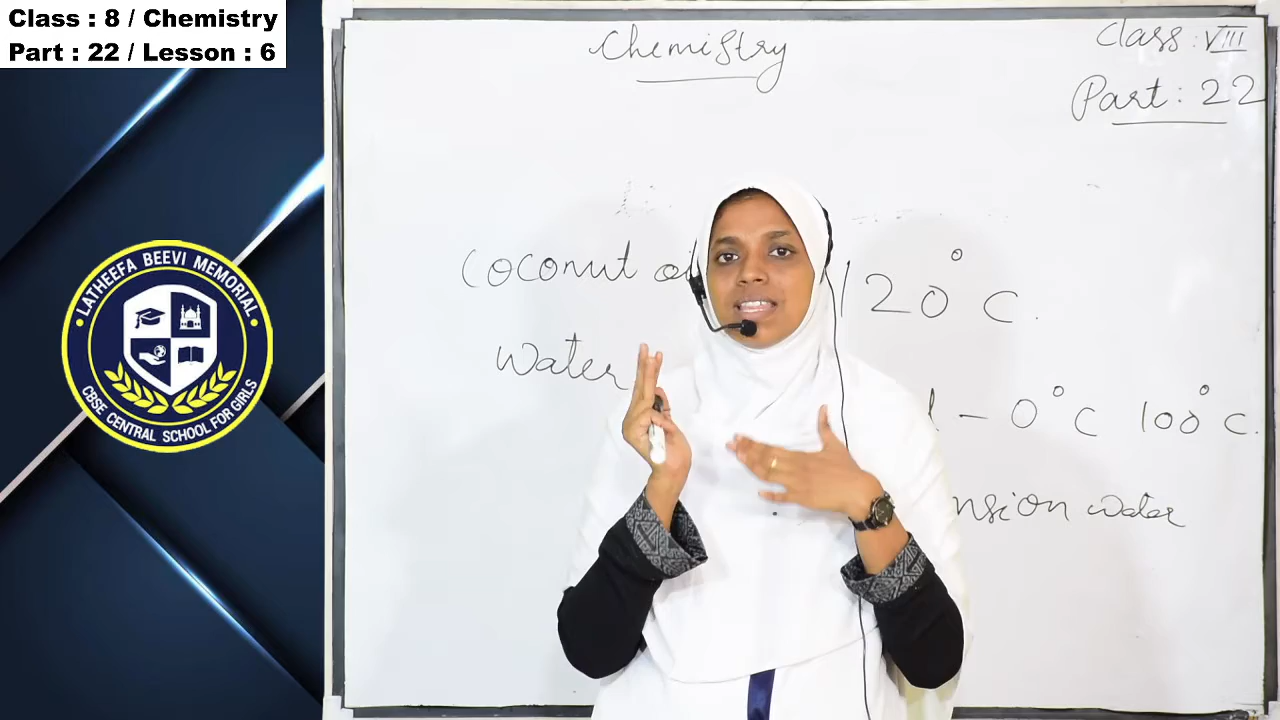 Class : 8 / Chemistry
Part : 22 / Lesson : 6
Chemistry
Class : VIII
Part : 22
LATHEEFA BEEVI MEMORIAL
CBSE CENTRAL SCHOOL FOR GIRLS
Coconut 120°C.
Water
- 0°C 100°C.
water